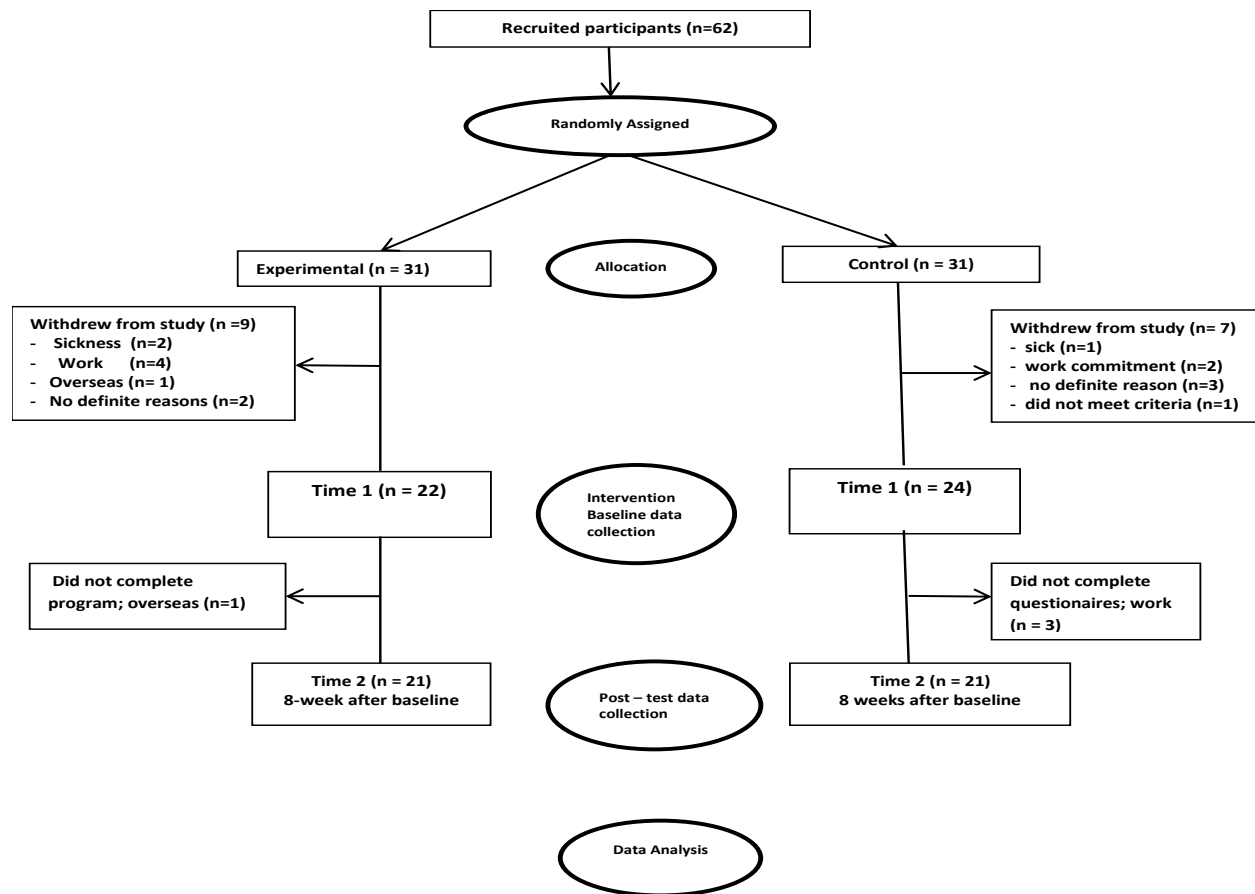 Recruited participants (n=62)
Randomly Assigned
Experimental (n = 31)
Allocation
Control (n = 31)
Withdrew from study (n =9)
- Sickness (n=2)
- Work (n=4)
- Overseas (n= 1)
- No definite reasons (n=2)
Withdrew from study (n= 7)
- sick (n=1)
- work commitment (n=2)
- no definite reason (n=3)
- did not meet criteria (n=1)
Time 1 (n = 22)
Intervention
Baseline data
collection
Time 1 (n = 24)
Did not complete
program; overseas (n=1)
Did not complete
questionaires; work
(n = 3)
Time 2 (n = 21)
8-week after baseline
Post – test data
collection
Time 2 (n = 21)
8 weeks after baseline
Data Analysis